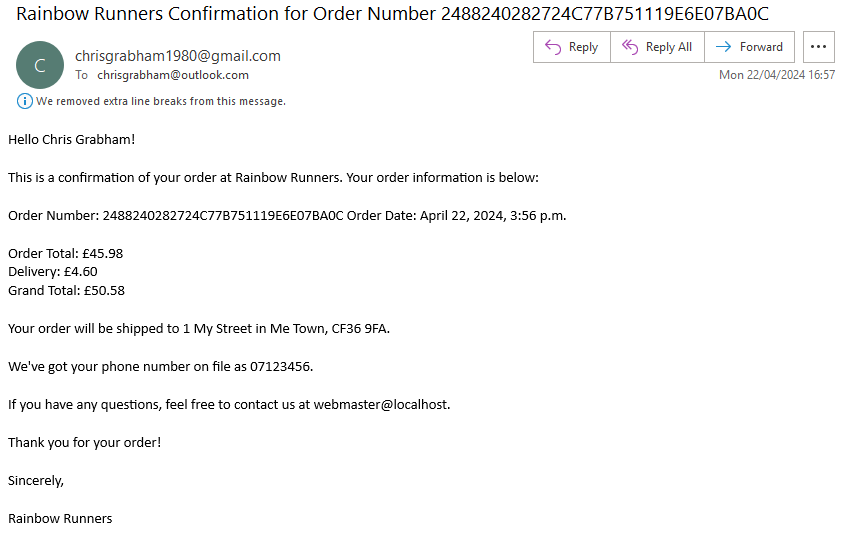 Rainbow Runners Confirmation for Order Number 2488240282724C77B751119E6E07BA0C
C
chrisgrabham1980@gmail.com
To chrisgrabham@outlook.com
Reply
Reply All
Forward
...
Mon 22/04/2024 16:57
We removed extra line breaks from this message.
Hello Chris Grabham!
This is a confirmation of your order at Rainbow Runners. Your order information is below:
Order Number: 2488240282724C77B751119E6E07BA0C Order Date: April 22, 2024, 3:56 p.m.
Order Total: £45.98
Delivery: £4.60
Grand Total: £50.58
Your order will be shipped to 1 My Street in Me Town, CF36 9FA.
We've got your phone number on file as 07123456.
If you have any questions, feel free to contact us at webmaster@localhost.
Thank you for your order!
Sincerely,
Rainbow Runners